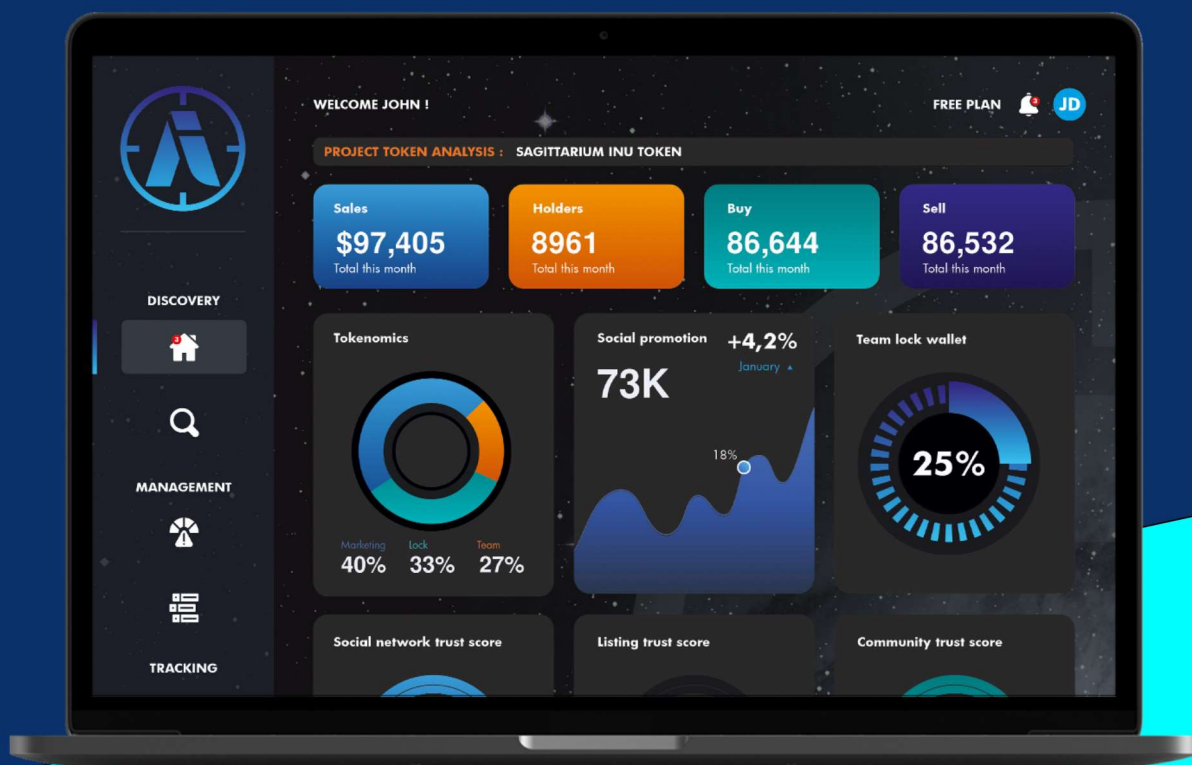 WELCOME JOHN !
FREE PLAN
3
JD
PROJECT TOKEN ANALYSIS : SAGITTARIUM INU TOKEN
Sales
$97,405
Total this month
Holders
8961
Total this month
Buy
86,644
Total this month
Sell
86,532
Total this month
DISCOVERY
3
MANAGEMENT
TRACKING
Tokenomics
Marketing
40%
Lock
33%
Team
27%
Social promotion
73K
+4,2%
January
18%
Team lock wallet
25%
Social network trust score
Listing trust score
Community trust score